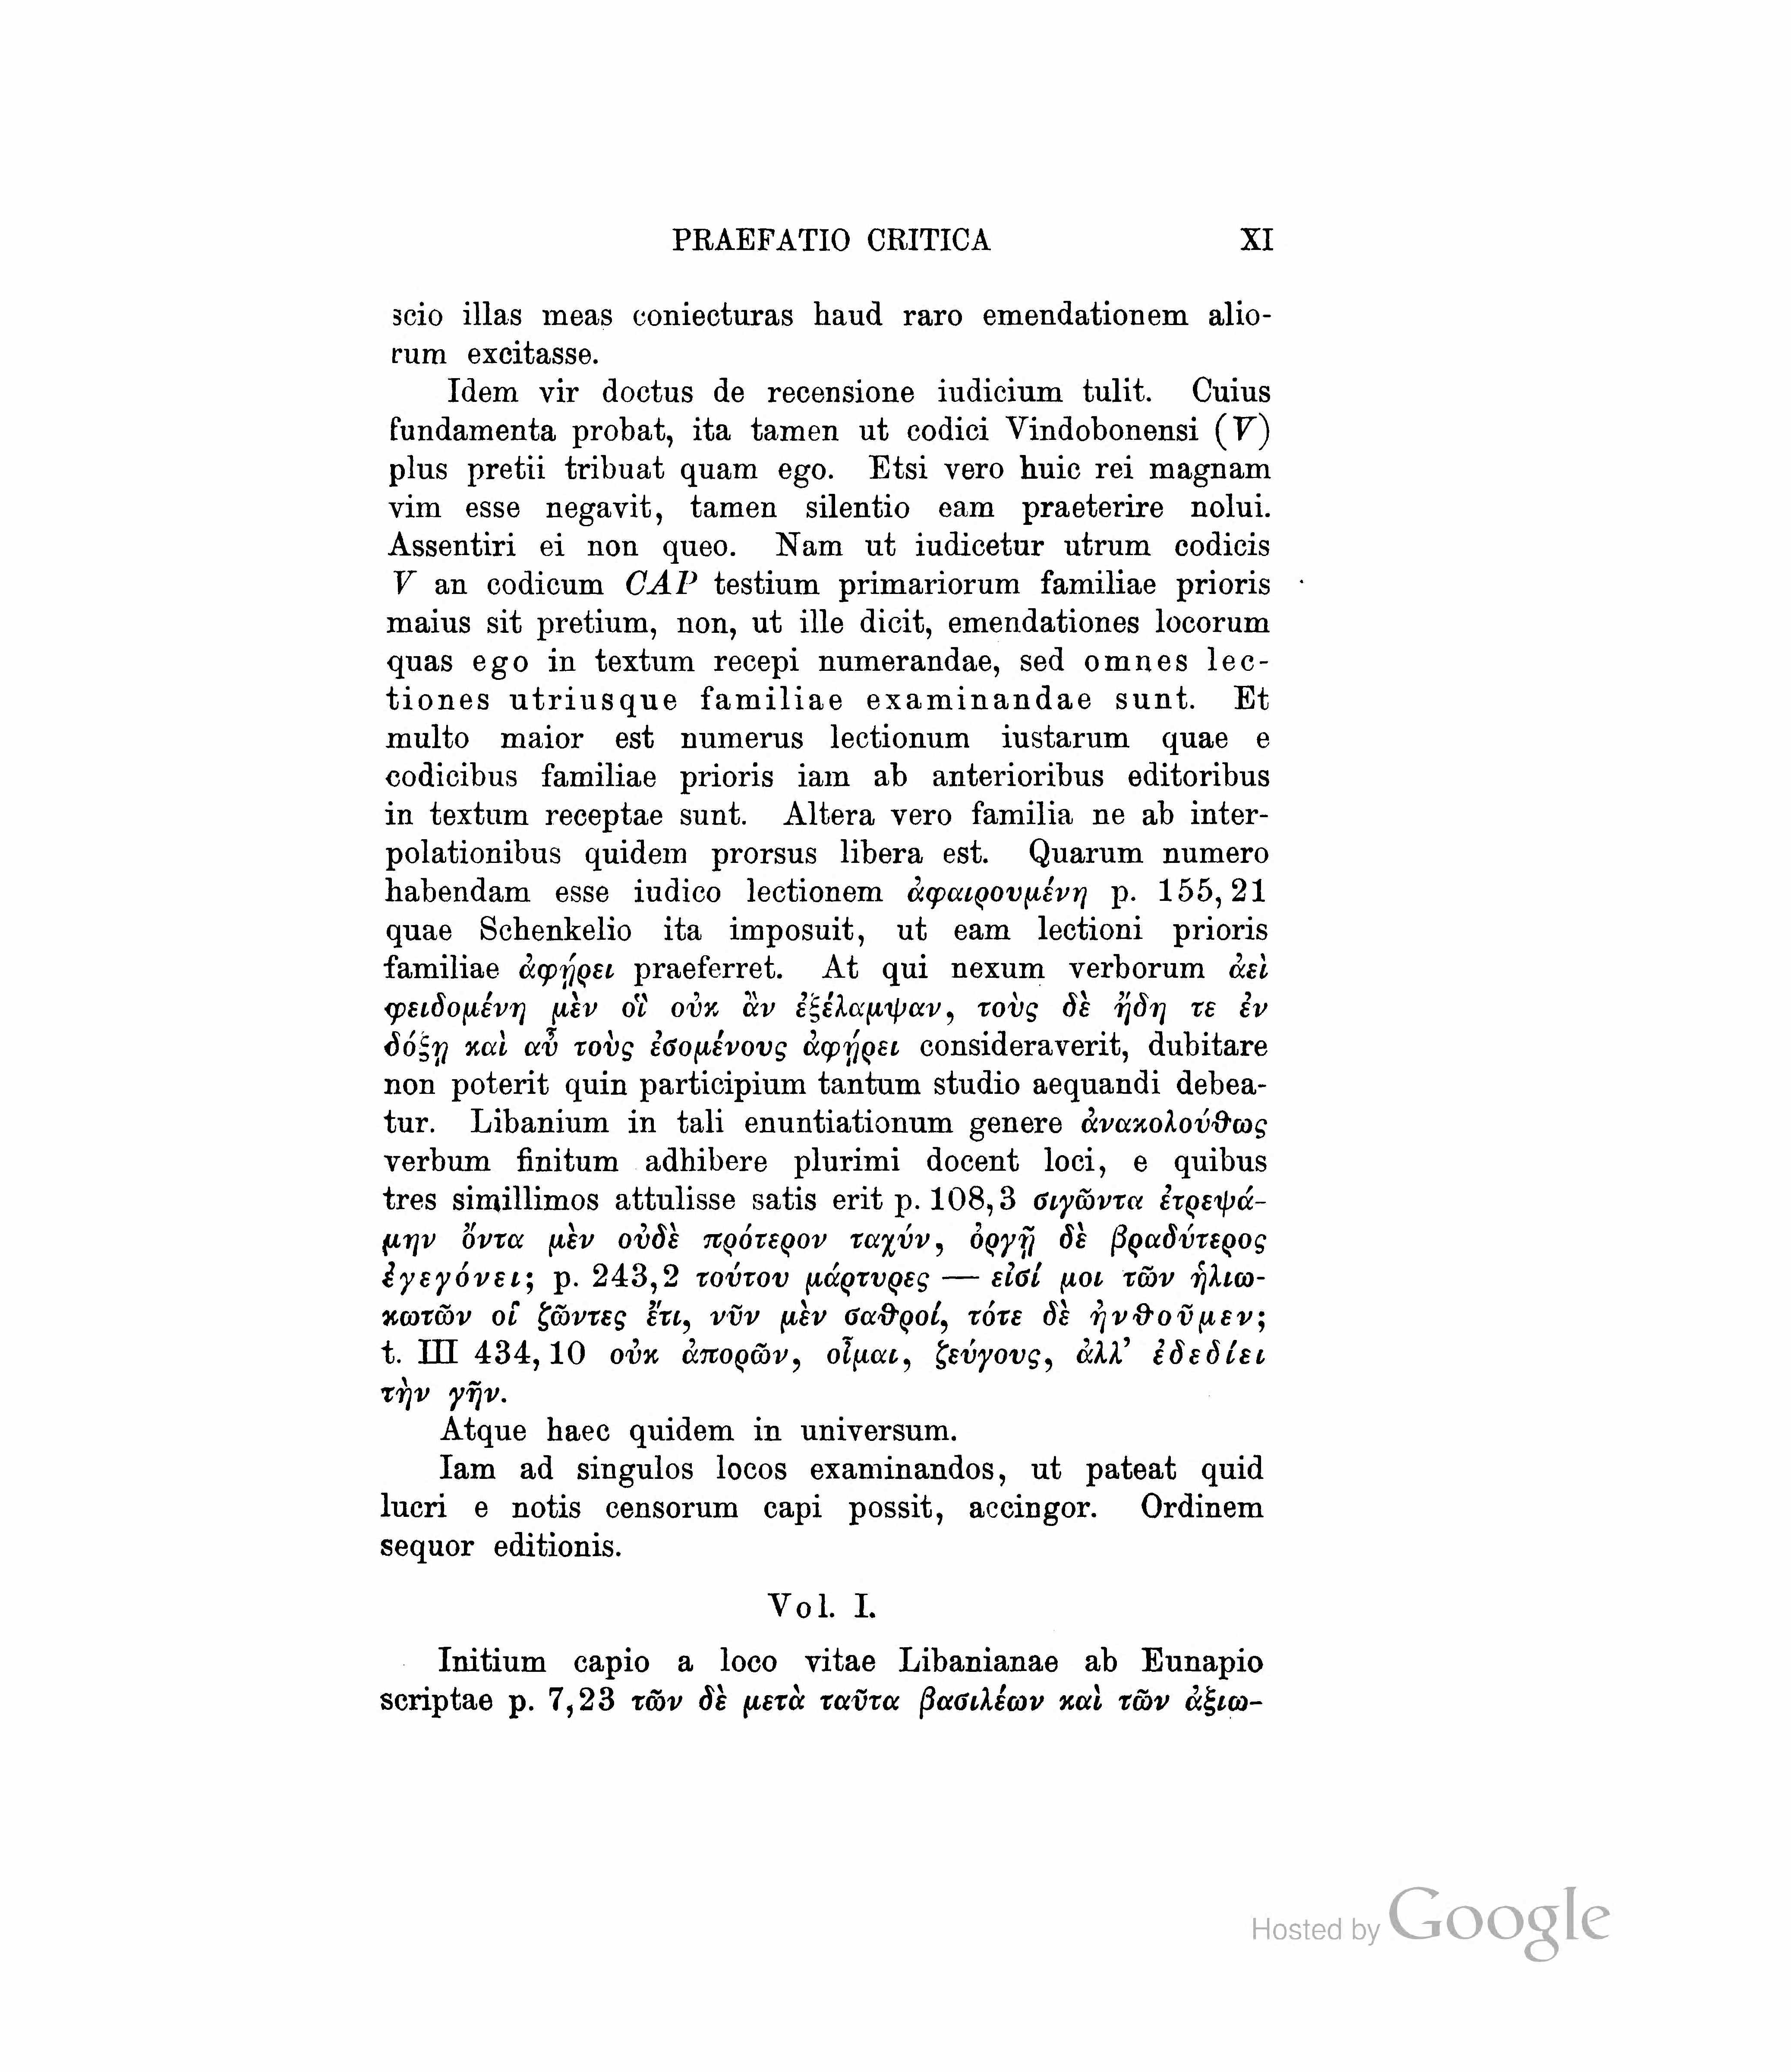 PRAEFATIO CRITICA XI
scio illas meas coniecturas haud raro emendationem alio-
rum excitasse.
Idem vir doctus de recensione iudicium tulit. Cuius
fundamenta probat, ita tamen ut codici Vindobonensi (V)
plus pretii tribuat quam ego. Etsi vero huic rei magnam
vim esse negavit, tamen silentio eam praeterire nolui.
Assentiri ei non queo. Nam ut iudicetur utrum codicis
V an codicum CAP testium primariorum familiae prioris
maius sit pretium, non, ut ille dicit, emendationes locorum
quas ego in textum recepi numerandae, sed omnes lec-
tiones utriusque familiae examinandae sunt. Et
multo maior est numerus lectionum iustarum quae e
codicibus familiae prioris iam ab anterioribus editoribus
in textum receptae sunt. Altera vero familia ne ab inter-
polationibus quidem prorsus libera est. Quarum numero
habendam esse iudico lectionem ἀφαιρουμένη p. 155, 21
quae Schenkelio ita imposuit, ut eam lectioni prioris
familiae ἀφῄρει praeferret. At qui nexum verborum ἀεὶ
φειδομένη μὲν οἳ οὐκ ἂν ἐξέλαμψαν, τοὺς δὲ ἤδη τε ἐν
δόξῃ καὶ αὖ τοὺς ἐσομένους ἀφῄρει consideraverit, dubitare
non poterit quin participium tantum studio aequandi debea-
tur. Libanium in tali enuntiationum genere ἀνακολούθως
verbum finitum adhibere plurimi docent loci, e quibus
tres simillimos attulisse satis erit p. 108, 3 σιγῶντα ἐτρεψά-
μην ὄντα μὲν οὐδὲ πρότερον ταχύν, ὀργῇ δὲ βραδύτερος
ἐγεγόνει; p. 243, 2 τούτου μάρτυρες — εἰσί μοι τῶν ἡλιω-
κωτῶν οἱ ζῶντες ἔτι, νῦν μὲν σαθροί, τότε δὲ ἠνθοῦμεν;
t. III 434, 10 οὐκ ἀπορῶν, οἶμαι, ζεύγους, ἀλλ’ ἐδεδίει
τὴν γῆν.
Atque haec quidem in universum.
Iam ad singulos locos examinandos, ut pateat quid
lucri e notis censorum capi possit, accingor. Ordinem
sequor editionis.
Vol. I.
Initium capio a loco vitae Libanianae ab Eunapio
scriptae p. 7, 23 τῶν δὲ μετὰ ταῦτα βασιλέων καὶ τῶν ἀξιω-
Hosted by Google